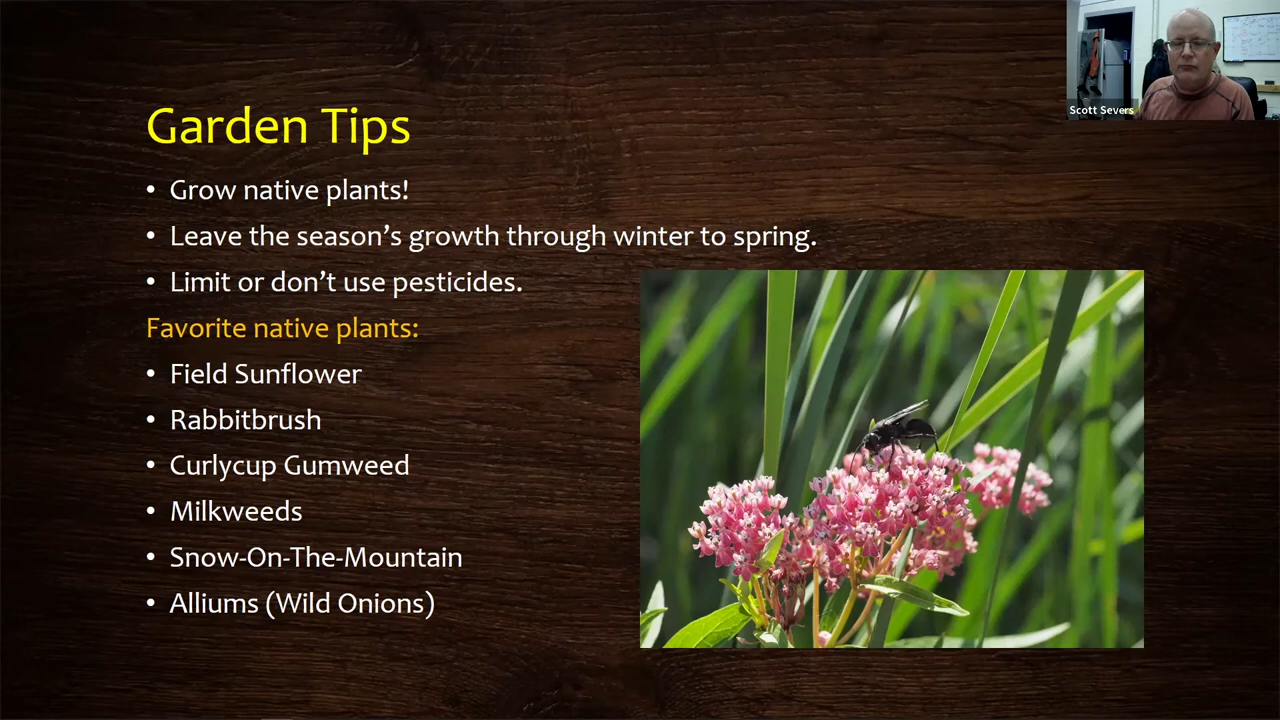 Garden Tips
• Grow native plants!
• Leave the season’s growth through winter to spring.
• Limit or don’t use pesticides.
Favorite native plants:
• Field Sunflower
• Rabbitbrush
• Curlycup Gumweed
• Milkweeds
• Snow-On-The-Mountain
• Alliums (Wild Onions)
Scott Severs